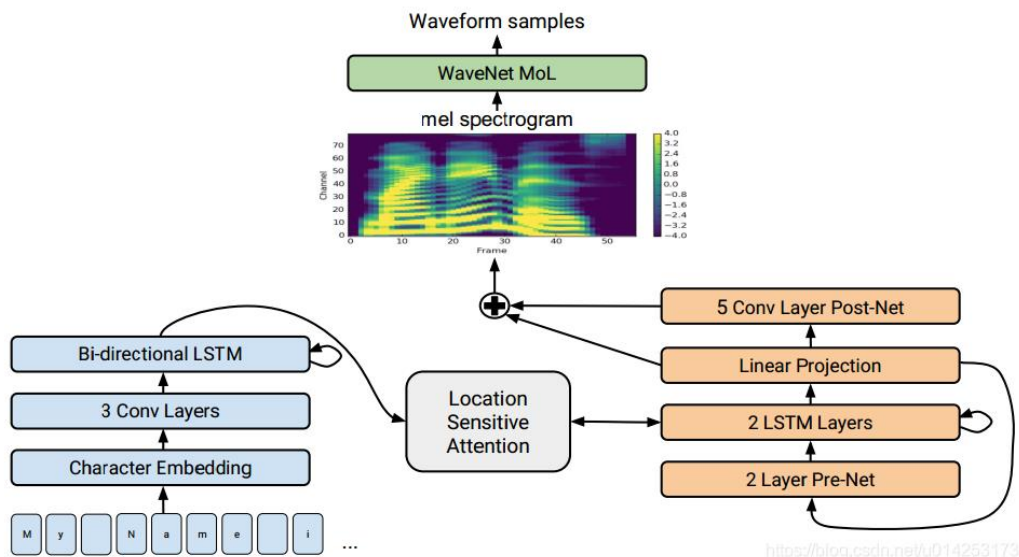 Waveform samples
WaveNet MoL
mel spectrogram
70
60
50
40
30
20
10
0
Channel
0 10 20 30 40 50
Frame
4.0
3.2
2.4
1.6
0.8
0.0
−0.8
−1.6
−2.4
−3.2
−4.0
5 Conv Layer Post-Net
Bi-directional LSTM
Linear Projection
3 Conv Layers
Location
Sensitive
Attention
2 LSTM Layers
Character Embedding
2 Layer Pre-Net
M y N a m e i ...
https://blog.csdn.net/u014253173